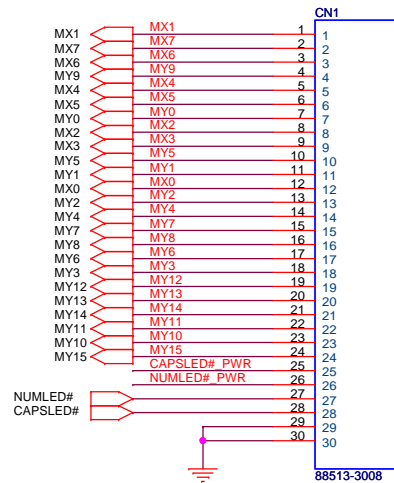 CN1
MX1 MX1 1 1
MX7 MX7 2 2
MX6 MX6 3 3
MY9 MY9 4 4
MX4 MX4 5 5
MX5 MX5 6 6
MY0 MY0 7 7
MX2 MX2 8 8
MX3 MX3 9 9
MY5 MY5 10 10
MY1 MY1 11 11
MX0 MX0 12 12
MY2 MY2 13 13
MY4 MY4 14 14
MY7 MY7 15 15
MY8 MY8 16 16
MY6 MY6 17 17
MY3 MY3 18 18
MY12 MY12 19 19
MY13 MY13 20 20
MY14 MY14 21 21
MY11 MY11 22 22
MY10 MY10 23 23
MY15 MY15 24 24
CAPSLED#_PWR 25 25
NUMLED#_PWR 26 26
NUMLED# 27 27
CAPSLED# 28 28
29 29
30 30
88513-3008